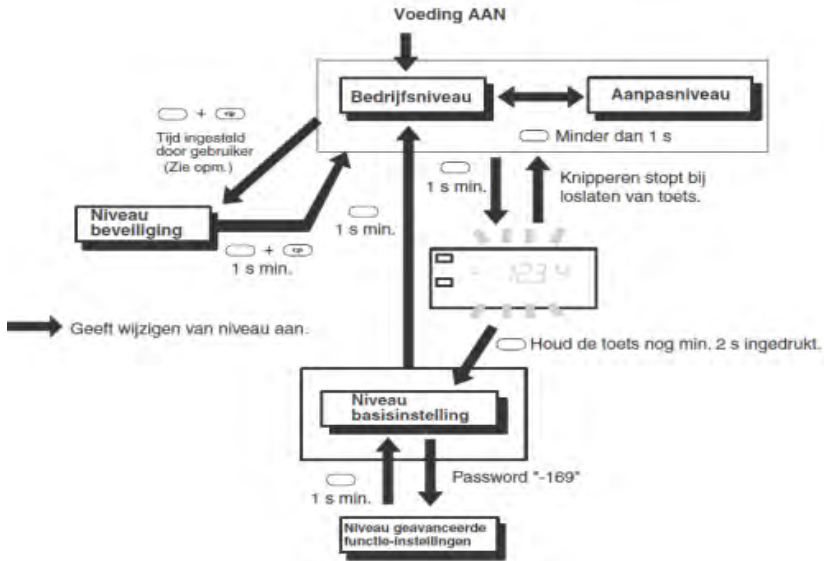 Voeding AAN
Bedrijfsniveau
Aanpasniveau
+
Tijd ingesteld
door gebruiker
(Zie opm.)
Minder dan 1 s
1 s min.
Knipperen stopt bij
loslaten van toets.
Niveau
beveiliging
+
1 s min.
1 s min.
- 1234
Geeft wijzigen van niveau aan.
Houd de toets nog min. 2 s ingedrukt.
Niveau
basisinstelling
Password "-169"
1 s min.
Niveau geavanceerde
functie-instellingen